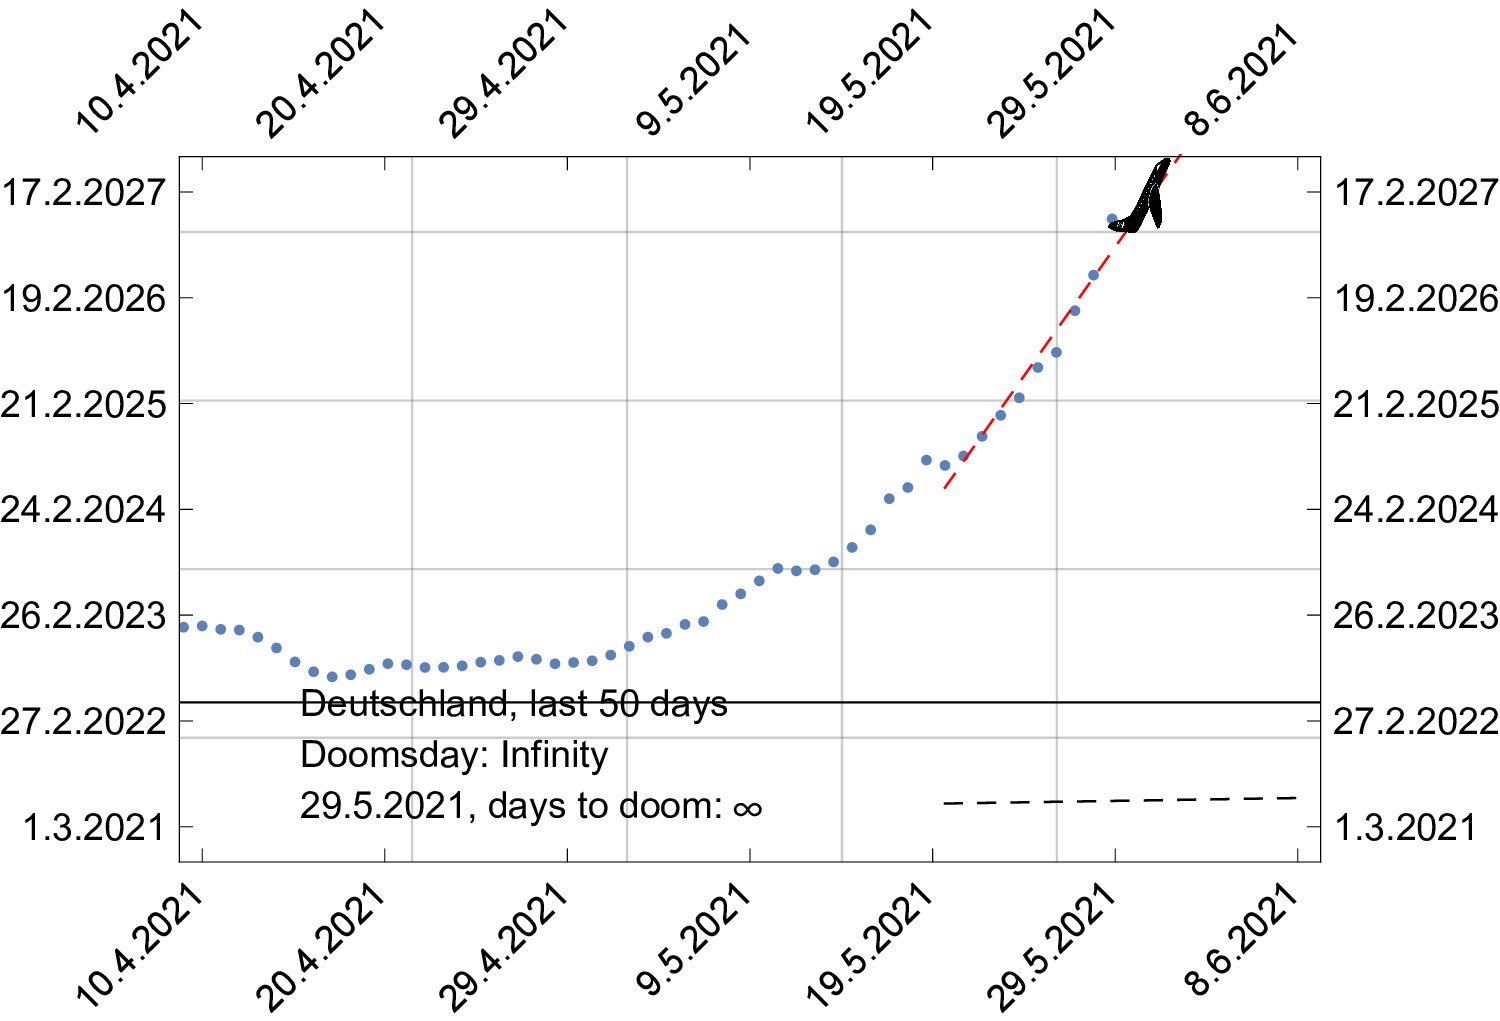 10.4.2021 20.4.2021 29.4.2021 9.5.2021 19.5.2021 29.5.2021 8.6.2021
17.2.2027 17.2.2027
19.2.2026 19.2.2026
21.2.2025 21.2.2025
24.2.2024 24.2.2024
26.2.2023 26.2.2023
Deutschland, last 50 days
27.2.2022 27.2.2022
Doomsday: Infinity
29.5.2021, days to doom: ∞
1.3.2021 1.3.2021
10.4.2021 20.4.2021 29.4.2021 9.5.2021 19.5.2021 29.5.2021 8.6.2021